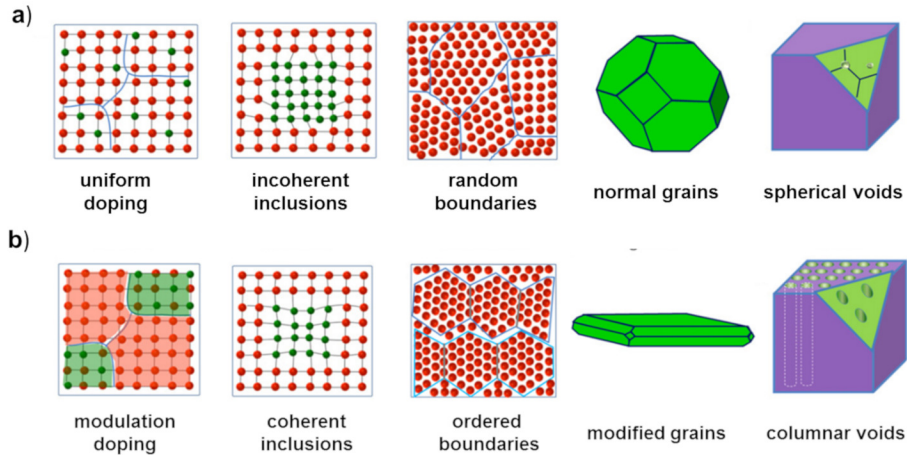 a)
uniform
doping
incoherent
inclusions
random
boundaries
normal grains
spherical voids
b)
modulation
doping
coherent
inclusions
ordered
boundaries
modified grains
columnar voids